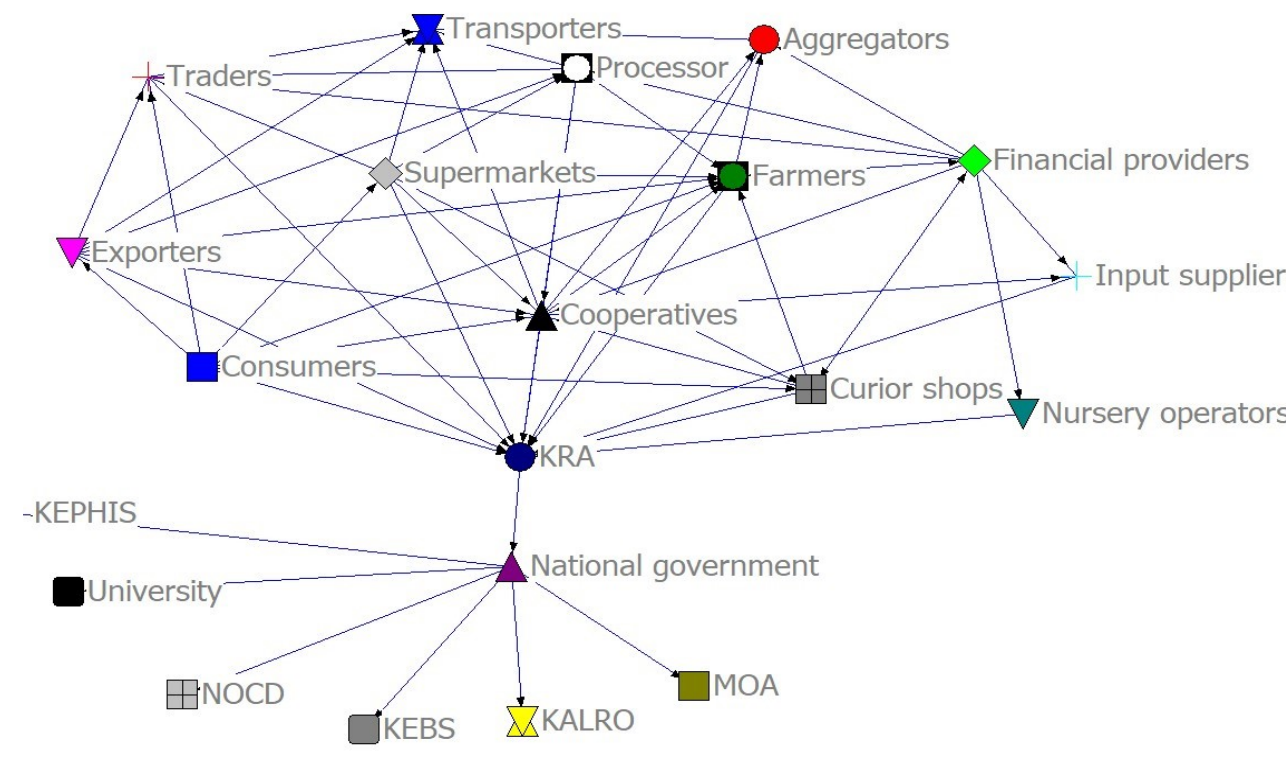 Transporters
Aggregators
Processor
Traders
Financial providers
Supermarkets
Farmers
Exporters
Input supplier
Cooperatives
Consumers
Curior shops
Nursery operators
KRA
KEPHIS
National government
University
MOA
NOCD
KALRO
KEBS